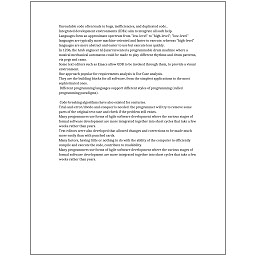 Unreadable code often leads to bugs, inefficiencies, and duplicated code..
Integrated development environments (IDEs) aim to integrate all such help.
Languages form an approximate spectrum from "low-level" to "high-level"; "low-level"
languages are typically more machine-oriented and faster to execute, whereas "high-level"
languages are more abstract and easier to use but execute less quickly.
In 1206, the Arab engineer Al-Jazari invented a programmable drum machine where a
musical mechanical automaton could be made to play different rhythms and drum patterns,
via pegs and cams.
Some text editors such as Emacs allow GDB to be invoked through them, to provide a visual
environment.
One approach popular for requirements analysis is Use Case analysis.
They are the building blocks for all software, from the simplest applications to the most
sophisticated ones.
Different programming languages support different styles of programming (called
programming paradigms).

Code-breaking algorithms have also existed for centuries.
Trial-and-error/divide-and-conquer is needed: the programmer will try to remove some
parts of the original test case and check if the problem still exists.
Many programmers use forms of Agile software development where the various stages of
formal software development are more integrated together into short cycles that take a few
weeks rather than years.
Text editors were also developed that allowed changes and corrections to be made much
more easily than with punched cards.
Many factors, having little or nothing to do with the ability of the computer to efficiently
compile and execute the code, contribute to readability.
Many programmers use forms of Agile software development where the various stages of
formal software development are more integrated together into short cycles that take a few
weeks rather than years.